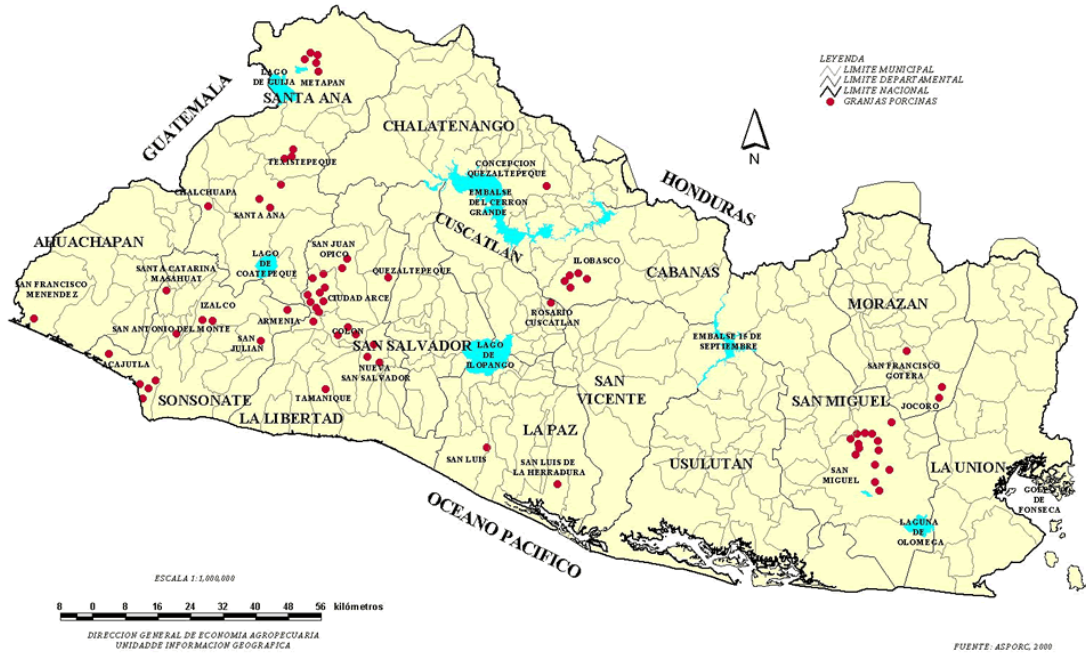 LEYENDA
LIMITE MUNICIPAL
LIMITE DEPARTAMENTAL
LIMITE NACIONAL
GRANJAS PORCINAS
N
GUATEMALA
HONDURAS
OCEANO PACIFICO
LAGO
DE GUIJA
METAPAN
SANTA ANA
CHALATENANGO
TEXISTEPEQUE
CONCEPCION
QUEZALTEPEQUE
CHALCHUAPA
EMBALSE
DEL CERRON
GRANDE
SANTA ANA
CUSCATLAN
AHUACHAPAN
SAN JUAN
OPICO
LAGO
DE
COATEPEQUE
QUEZALTEPEQUE
ILOBASCO
CABANAS
SANTA CATARINA
MASAHUAT
SAN FRANCISCO
MENENDEZ
IZALCO
CIUDAD ARCE
MORAZAN
ROSARIO
CUSCATLAN
ARMENIA
SAN ANTONIO DEL MONTE
COLON
SAN
JULIAN
SAN SALVADOR
LAGO
DE
ILOPANGO
EMBALSE 15 DE
SEPTIEMBRE
ACAJUTLA
NUEVA
SAN SALVADOR
SAN FRANCISCO
GOTERA
SAN
VICENTE
SONSONATE
TAMANIQUE
SAN MIGUEL
JOCORO
LA LIBERTAD
LA PAZ
SAN LUIS
SAN LUIS DE
LA HERRADURA
USULUTAN
SAN
MIGUEL
LA UNION
GOLFO
DE
FONSECA
LAGUNA
DE
OLOMEGA
ESCALA 1:1,000,000
8 0 8 16 24 32 40 48 56 kilómetros
DIRECCION GENERAL DE ECONOMIA AGROPECUARIA
UNIDADDE INFORMACION GEOGRAFICA
FUENTE: ASPORC, 2000